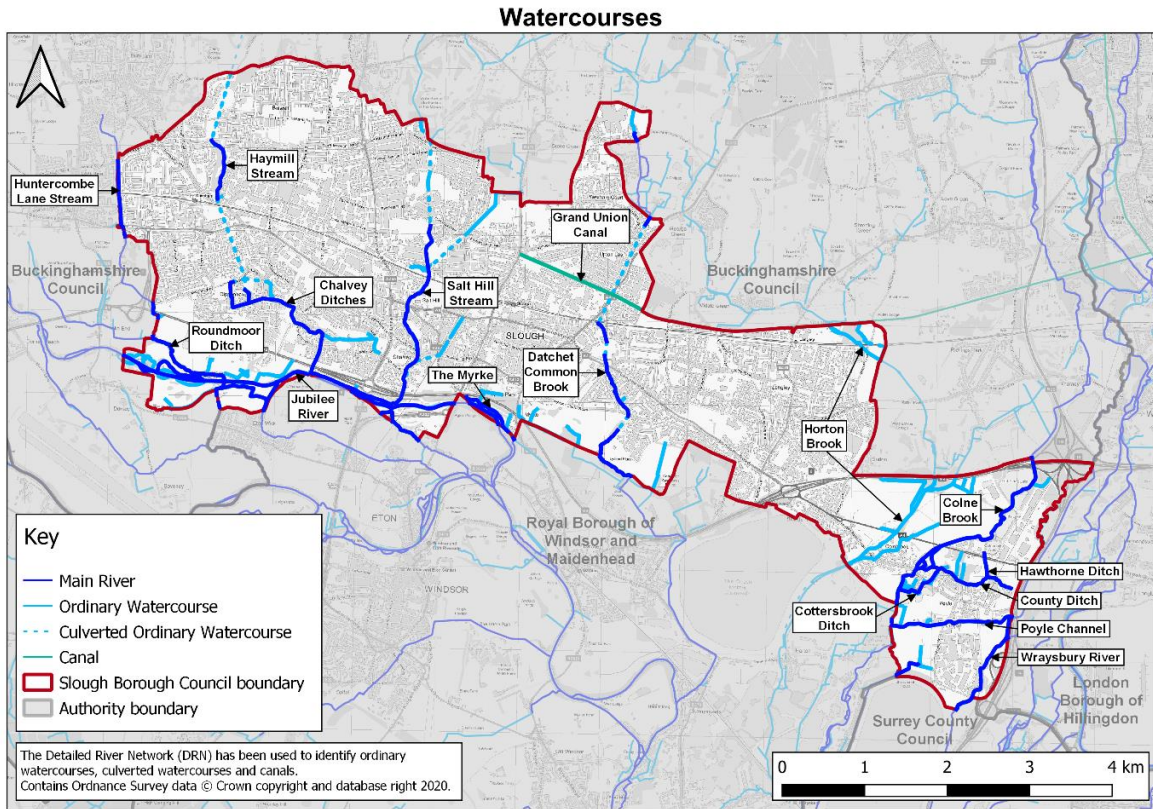 Watercourses
Huntercombe
Lane Stream
Haymill
Stream
Grand Union
Canal
Buckinghamshire
Council
Chalvey
Ditches
Salt Hill
Stream
Buckinghamshire
Council
Roundmoor
Ditch
SLOUGH
The Myrke
Datchet
Common
Brook
Jubilee
River
Horton
Brook
Colne
Brook
ETON
Royal Borough of
Windsor and
Maidenhead
WINDSOR
Hawthorne Ditch
Cottersbrook
Ditch
County Ditch
Poyle Channel
Wraysbury River
London
Borough of
Hillingdon
Surrey County
Council
Key
Main River
Ordinary Watercourse
Culverted Ordinary Watercourse
Canal
Slough Borough Council boundary
Authority boundary
The Detailed River Network (DRN) has been used to identify ordinary
watercourses, culverted watercourses and canals.
Contains Ordnance Survey data © Crown copyright and database right 2020.
0 1 2 3 4 km